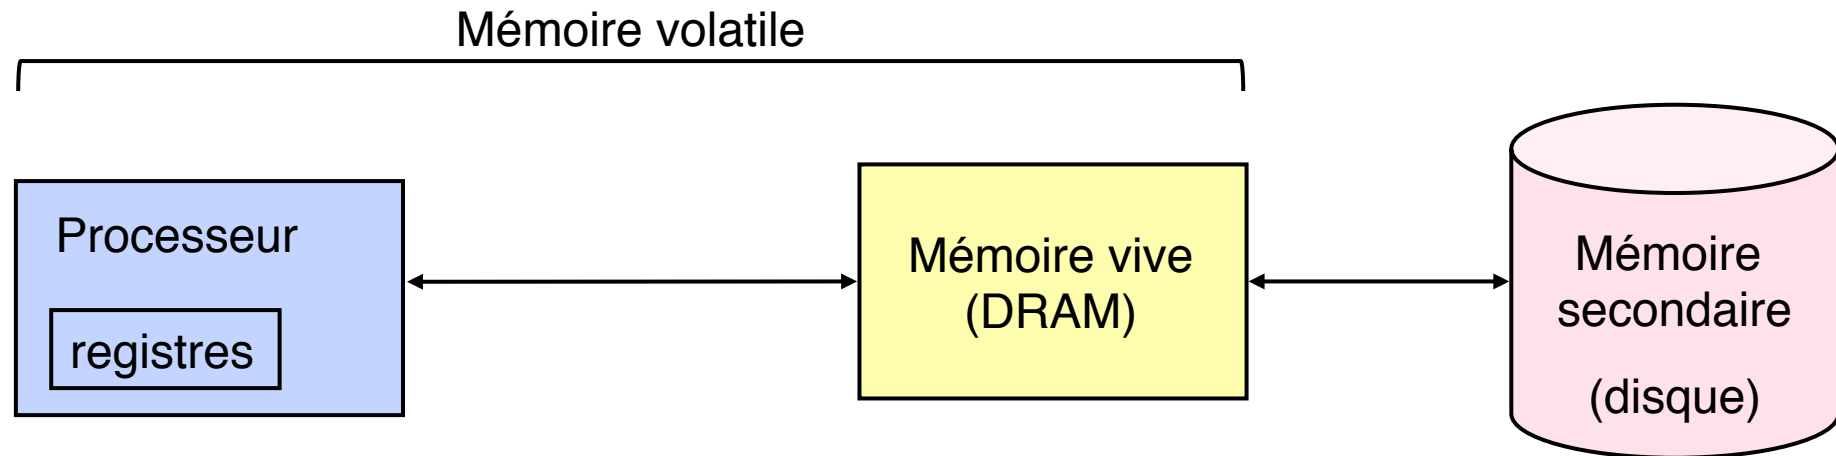 Mémoire volatile
Processeur
registres
Mémoire vive
(DRAM)
Mémoire
secondaire
(disque)